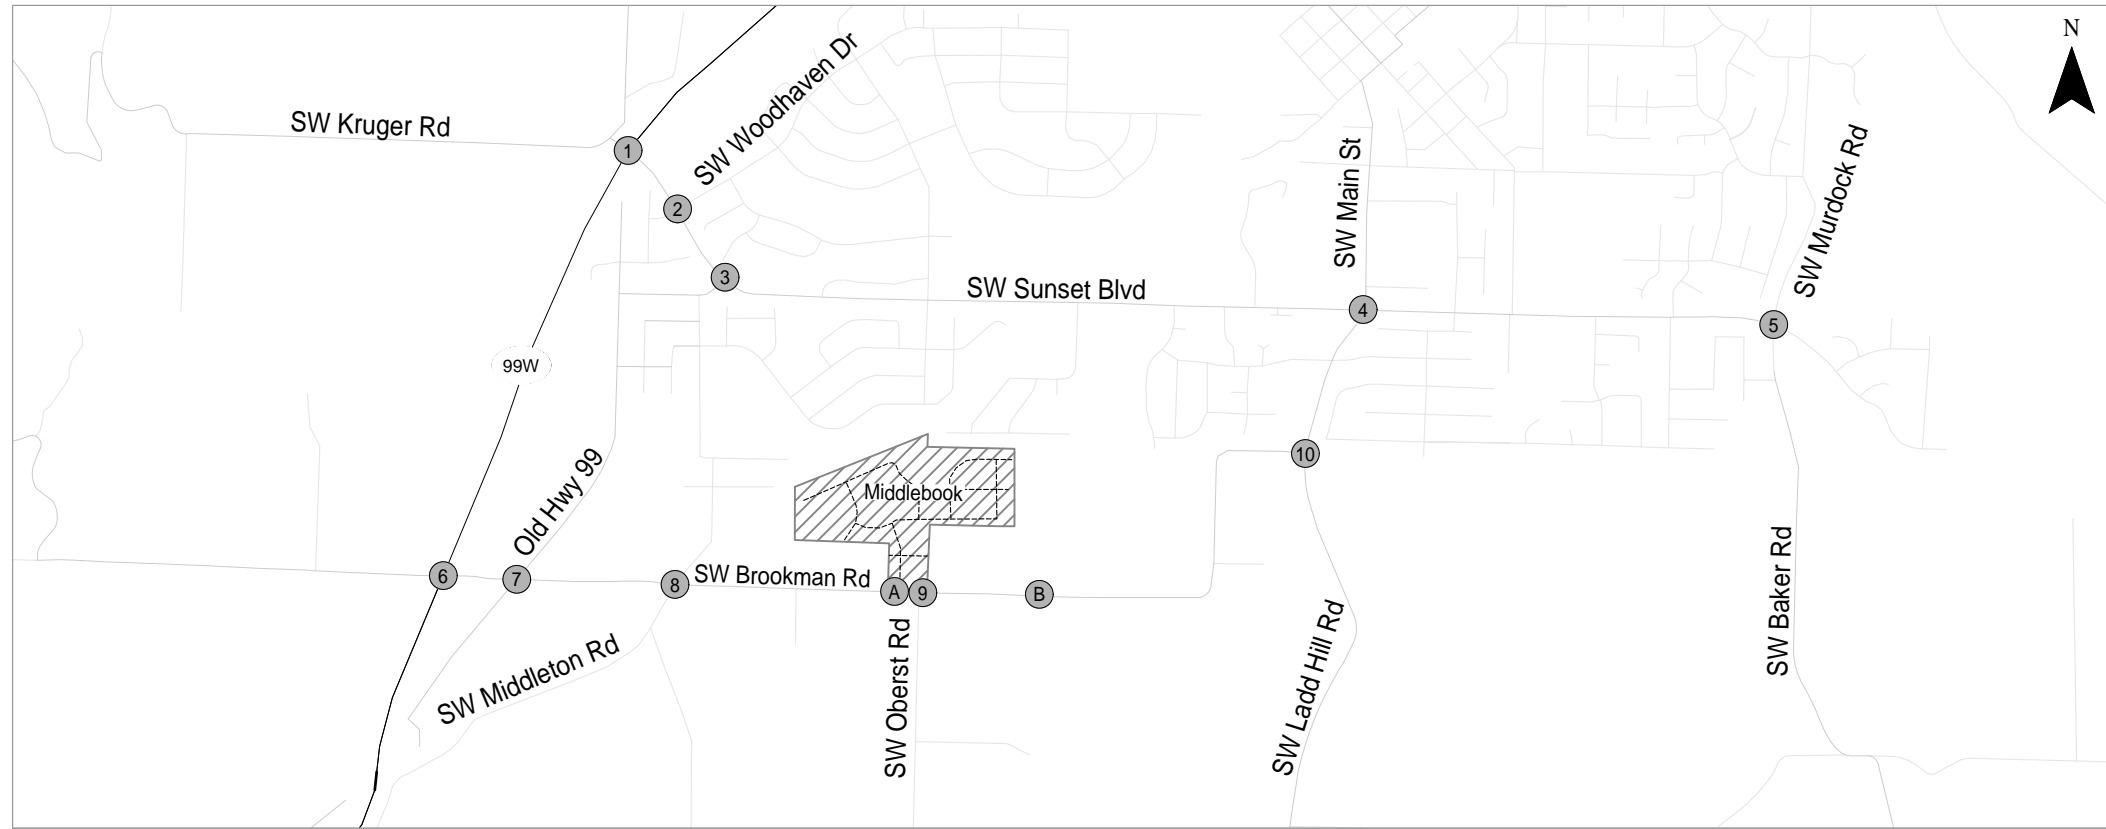 N
SW Kruger Rd
SW Woodhaven Dr
1
2
3
SW Main St
SW Murdock Rd
SW Sunset Blvd
4
5
99W
Old Hwy 99
10
Middlebook
6
7
8
SW Brookman Rd
A
9
B
SW Middleton Rd
SW Oberst Rd
SW Ladd Hill Rd
SW Baker Rd